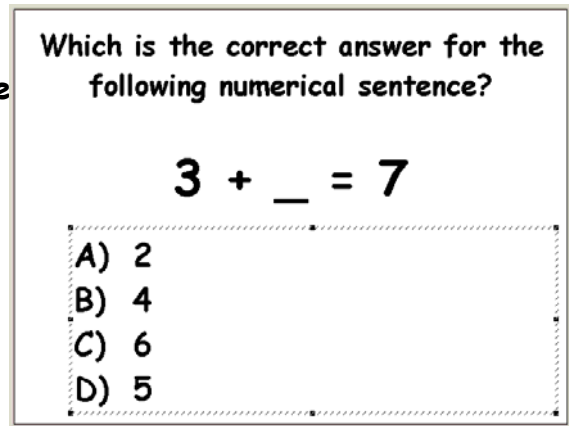 Which is the correct answer for the
following numerical sentence?
3 + _ = 7
A) 2
B) 4
C) 6
D) 5